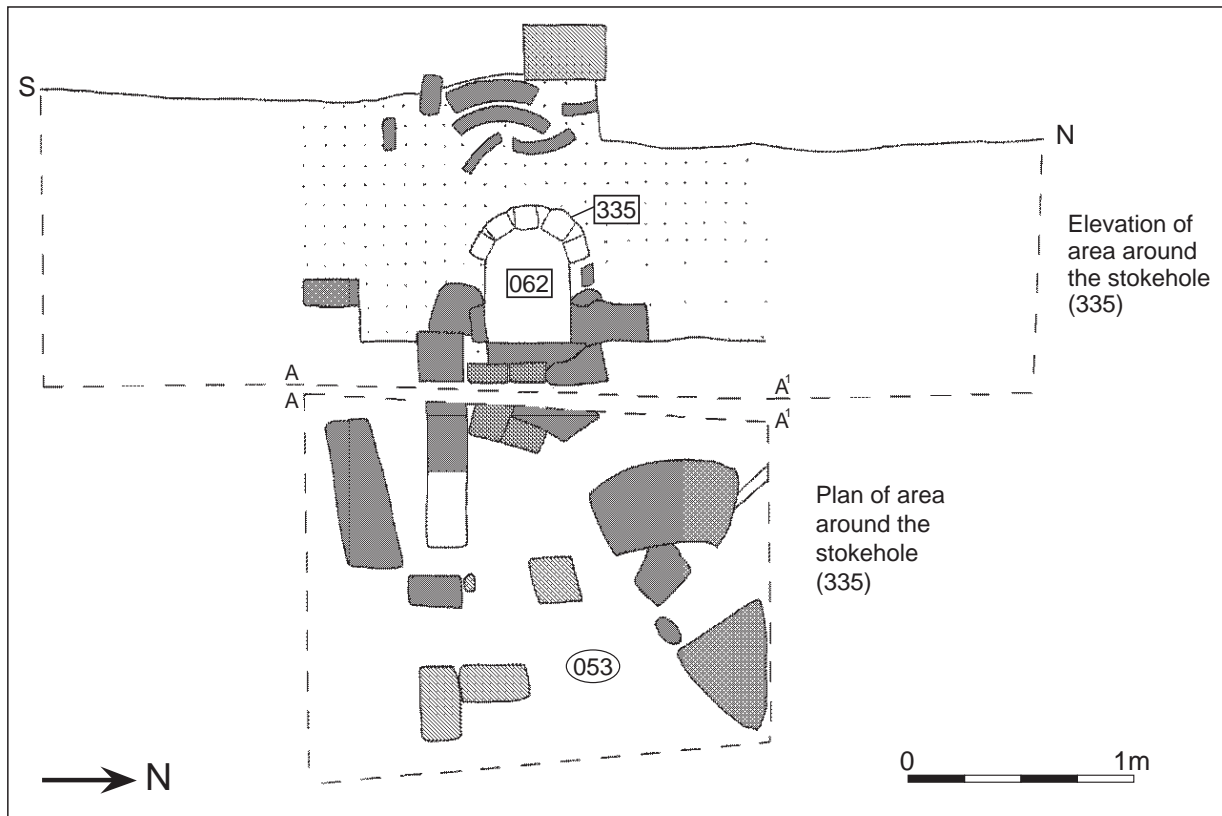 S
N
335
062
Elevation of
area around
the stokehole
(335)
A
A¹
A
A¹
Plan of area
around the
stokehole
(335)
053
N
0
1m